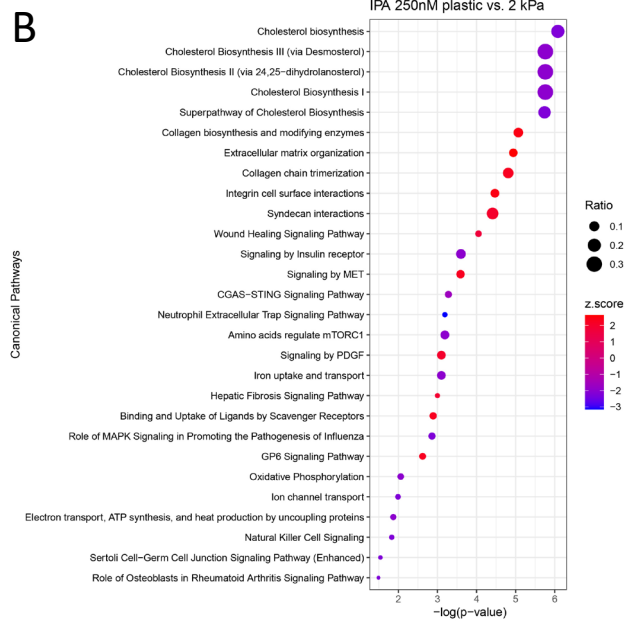 B
IPA 250nM plastic vs. 2 kPa
Canonical Pathways
Cholesterol biosynthesis
Cholesterol Biosynthesis III (via Desmosterol)
Cholesterol Biosynthesis II (via 24,25−dihydrolanosterol)
Cholesterol Biosynthesis I
Superpathway of Cholesterol Biosynthesis
Collagen biosynthesis and modifying enzymes
Extracellular matrix organization
Collagen chain trimerization
Integrin cell surface interactions
Syndecan interactions
Wound Healing Signaling Pathway
Signaling by Insulin receptor
Signaling by MET
CGAS−STING Signaling Pathway
Neutrophil Extracellular Trap Signaling Pathway
Amino acids regulate mTORC1
Signaling by PDGF
Iron uptake and transport
Hepatic Fibrosis Signaling Pathway
Binding and Uptake of Ligands by Scavenger Receptors
Role of MAPK Signaling in Promoting the Pathogenesis of Influenza
GP6 Signaling Pathway
Oxidative Phosphorylation
Ion channel transport
Electron transport, ATP synthesis, and heat production by uncoupling proteins
Natural Killer Cell Signaling
Sertoli Cell−Germ Cell Junction Signaling Pathway (Enhanced)
Role of Osteoblasts in Rheumatoid Arthritis Signaling Pathway
2 3 4 5 6
−log(p−value)
Ratio
0.1
0.2
0.3
z.score
2
1
0
−1
−2
−3